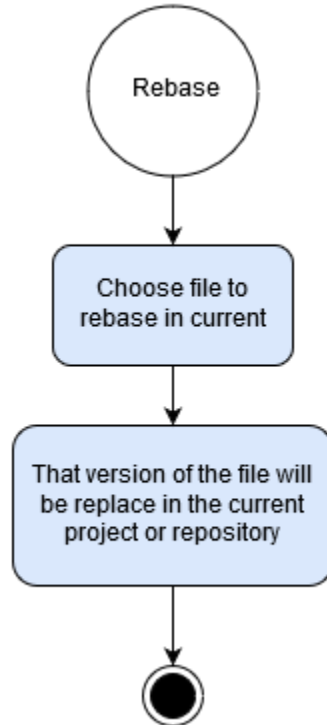 Rebase
Choose file to
rebase in current
That version of the file will
be replace in the current
project or repository